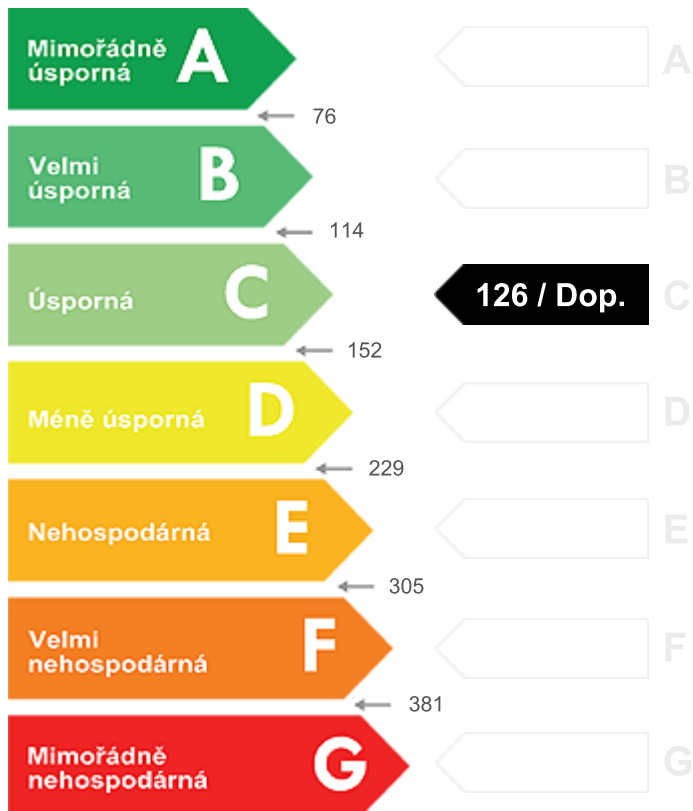 Mimořádně
úsporná
A
A
76
Velmi
úsporná
B
B
114
Úsporná
C
126 / Dop.
C
152
Méně úsporná
D
D
229
Nehospodárná
E
E
305
Velmi
nehospodárná
F
F
381
Mimořádně
nehospodárná
G
G